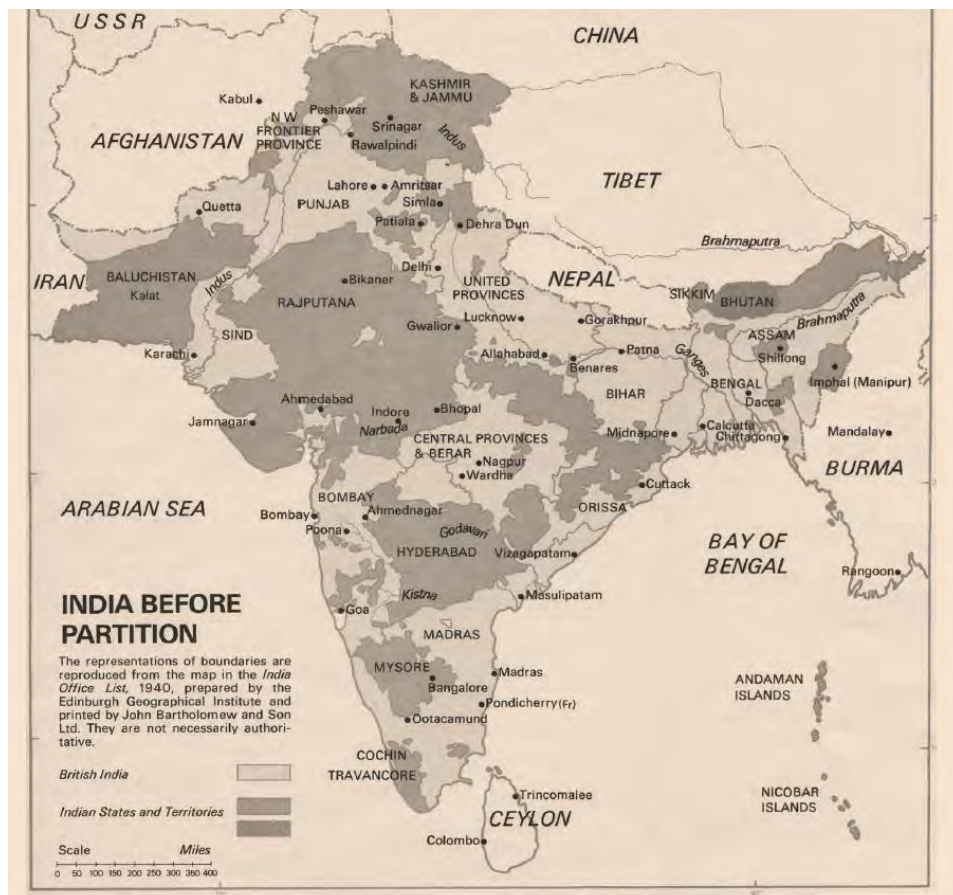 USSR
CHINA
KASHMIR
& JAMMU
Kabul
Peshawar
N W
FRONTIER
PROVINCE
Srinagar
Rawalpindi
Indus
AFGHANISTAN
TIBET
Lahore
Amritsar
PUNJAB
Simla
Quetta
Patiala
Dehra Dun
Brahmaputra
Delhi
IRAN
BALUCHISTAN
Kalat
Indus
Bikaner
RAJPUTANA
UNITED
PROVINCES
NEPAL
SIKKIM
BHUTAN
Brahmaputra
SIND
Gwalior
Lucknow
Gorakhpur
ASSAM
Shillong
Karachi
Allahabad
Benares
Patna
Ganges
BENGAL
Imphal (Manipur)
BIHAR
Dacca
Ahmedabad
Indore
Bhopal
Jamnagar
Narbada
Midnapore
Calcutta
Chittagong
Mandalay
CENTRAL PROVINCES
& BERAR
Nagpur
Wardha
BURMA
Cuttack
BOMBAY
ORISSA
ARABIAN SEA
Bombay
Ahmednagar
Poona
Godavari
HYDERABAD
Vizagapatam
BAY OF
BENGAL
Rangoon
Kistna
Masulipatam
Goa
INDIA BEFORE
PARTITION
MADRAS
The representations of boundaries are
reproduced from the map in the India
Office List, 1940, prepared by the
Edinburgh Geographical Institute and
printed by John Bartholomew and Son
Ltd. They are not necessarily authori-
tative.
MYSORE
Bangalore
Madras
Pondicherry (Fr)
Ootacamund
ANDAMAN
ISLANDS
COCHIN
TRAVANCORE
British India
Indian States and Territories
Trincomalee
CEYLON
NICOBAR
ISLANDS
Colombo
Scale Miles
0 50 100 150 200 250 300 350 400